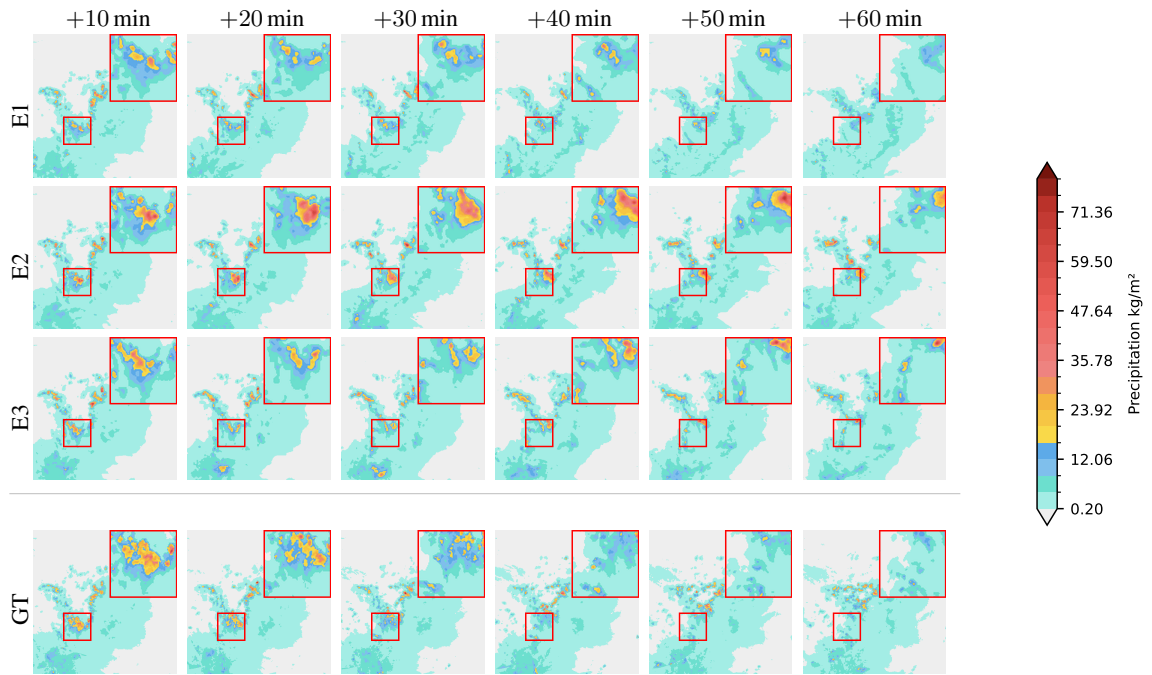 +10 min +20 min +30 min +40 min +50 min +60 min
E1
E2
E3
GT
71.36
59.50
47.64
35.78
23.92
12.06
0.20
Precipitation kg/m²